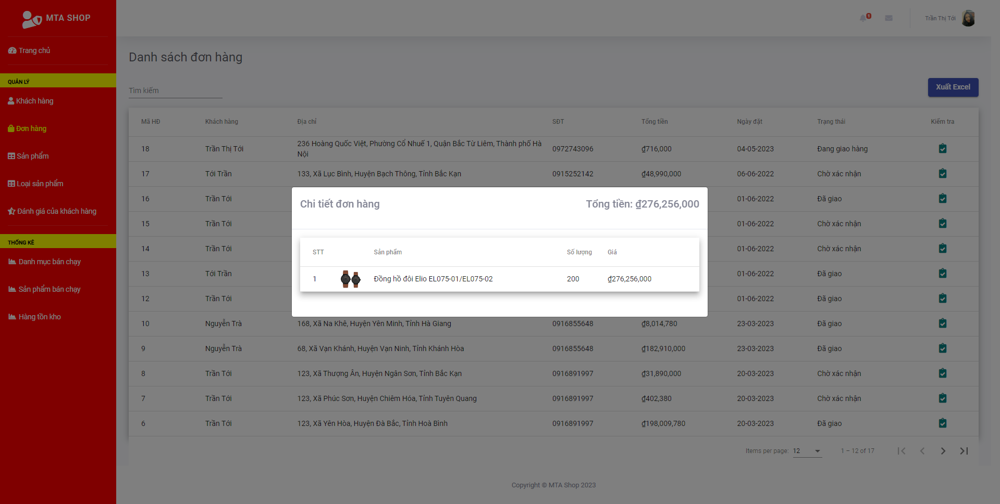 MTA SHOP
1
Trần Thị Tới
Trang chủ
QUẢN LÝ
Khách hàng
Đơn hàng
Sản phẩm
Loại sản phẩm
Đánh giá của khách hàng
THỐNG KÊ
Danh mục bán chạy
Sản phẩm bán chạy
Hàng tồn kho
Danh sách đơn hàng
Tìm kiếm
Xuất Excel
Mã HĐ Khách hàng Địa chỉ SĐT Tổng tiền Ngày đặt Trạng thái Kiểm tra
18 Trần Thị Tới 236 Hoàng Quốc Việt, Phường Cổ Nhuế 1, Quận Bắc Từ Liêm, Thành phố Hà 0972743096 ₫716,000 04-05-2023 Đang giao hàng
Nội
17 Tới Trần 133, Xã Lục Bình, Huyện Bạch Thông, Tỉnh Bắc Kạn 0915252142 ₫48,990,000 06-06-2022 Chờ xác nhận
16 Trần Tới 01-06-2022 Đã giao
15 Trần Tới 01-06-2022 Chờ xác nhận
14 Trần Tới 01-06-2022 Chờ xác nhận
13 Tới Trần 01-06-2022 Đã giao
12 Trần Tới 01-06-2022 Đã giao
10 Nguyễn Trà 168, Xã Na Khê, Huyện Yên Minh, Tỉnh Hà Giang 0916855648 ₫8,014,780 23-03-2023 Đã giao
9 Nguyễn Trà 68, Xã Vạn Khánh, Huyện Vạn Ninh, Tỉnh Khánh Hòa 0916855648 ₫182,910,000 23-03-2023 Đã giao
8 Trần Tới 123, Xã Thượng Ân, Huyện Ngân Sơn, Tỉnh Bắc Kạn 0916891997 ₫31,890,000 20-03-2023 Chờ xác nhận
7 Trần Tới 123, Xã Phúc Sơn, Huyện Chiêm Hóa, Tỉnh Tuyên Quang 0916891997 ₫402,380 20-03-2023 Chờ xác nhận
6 Trần Tới 123, Xã Yên Hòa, Huyện Đà Bắc, Tỉnh Hoà Bình 0916891997 ₫198,009,780 20-03-2023 Đã giao
Chi tiết đơn hàng Tổng tiền: ₫276,256,000
STT Sản phẩm Số lượng Giá
1 Đồng hồ đôi Elio EL075-01/EL075-02 200 ₫276,256,000
Items per page: 12 1 – 12 of 17
Copyright © MTA Shop 2023